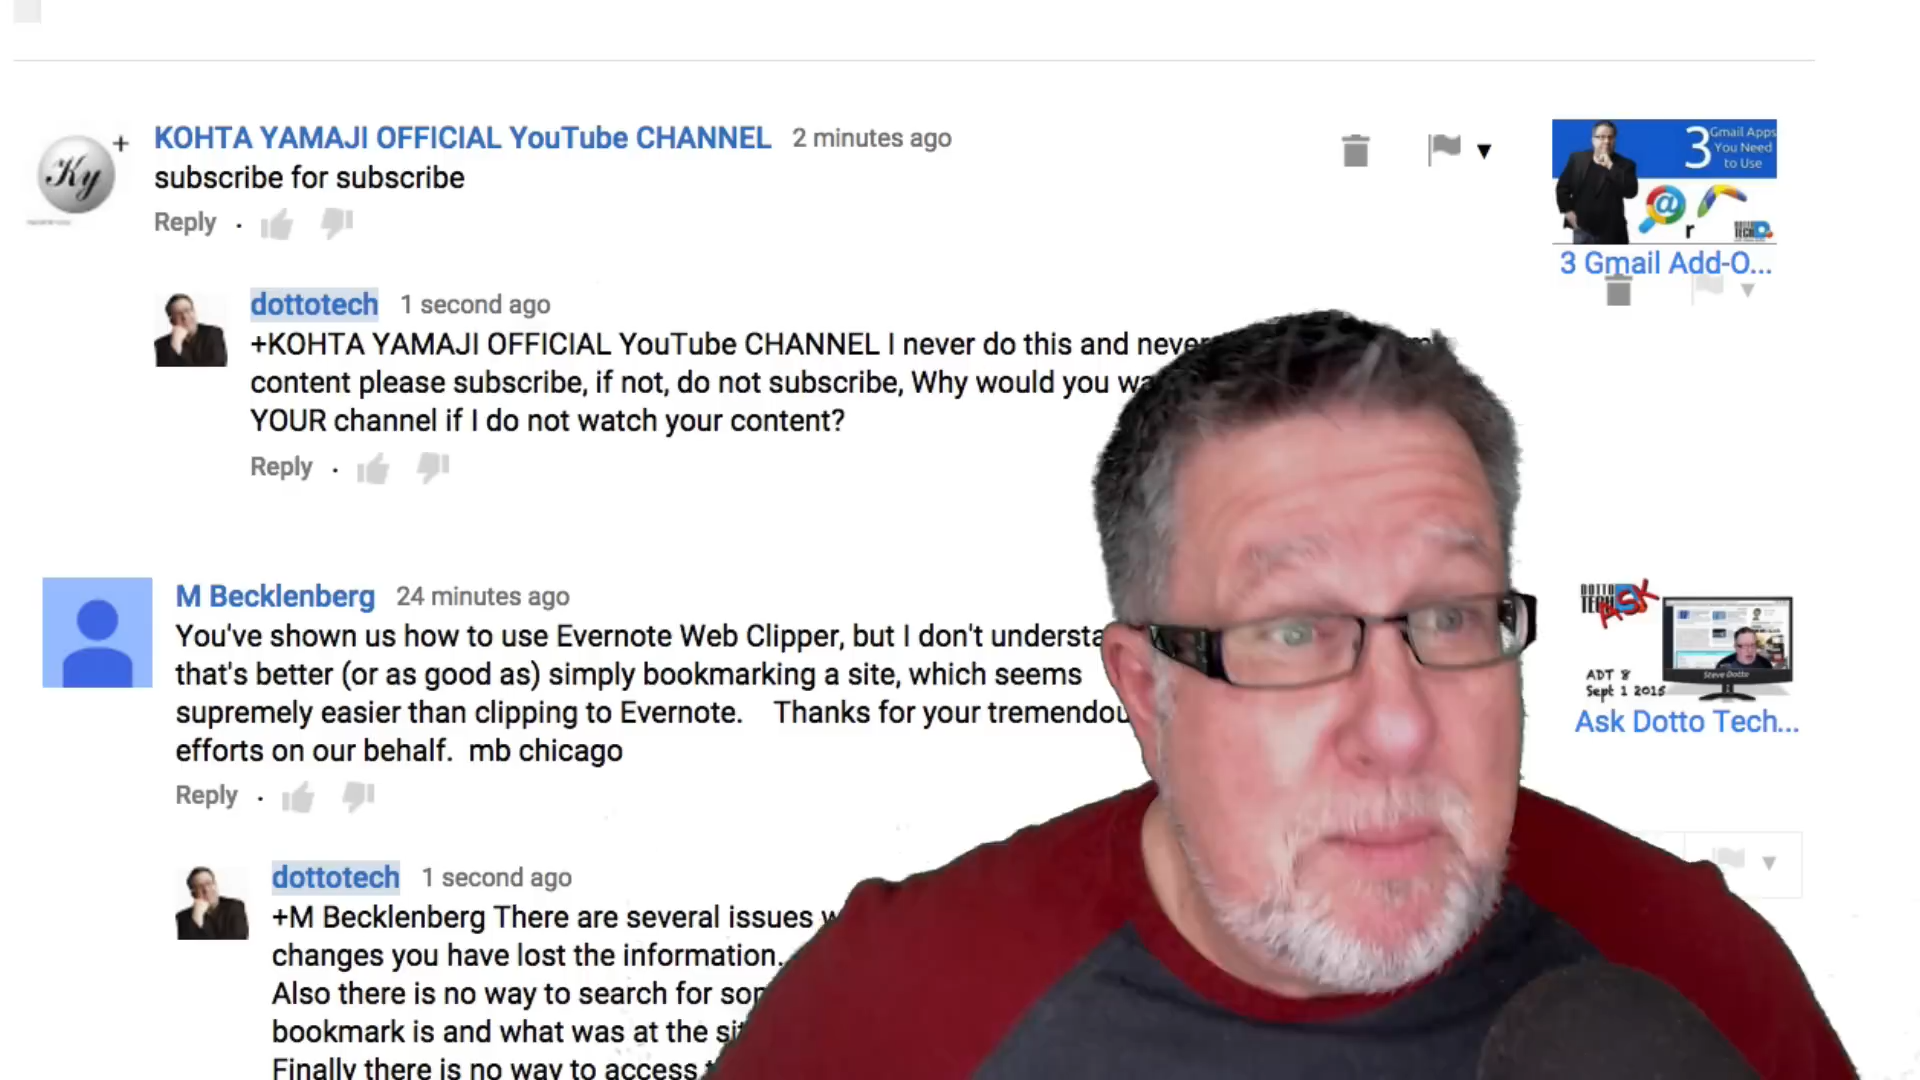 KOHTA YAMAJI OFFICIAL YouTube CHANNEL 2 minutes ago
subscribe for subscribe
Reply
Ky
3 Gmail Apps
You Need
to Use
3 Gmail Add-O...
dottotech 1 second ago
+KOHTA YAMAJI OFFICIAL YouTube CHANNEL I never do this and never
content please subscribe, if not, do not subscribe, Why would you
YOUR channel if I do not watch your content?
Reply
M Becklenberg 24 minutes ago
You've shown us how to use Evernote Web Clipper, but I don't
that's better (or as good as) simply bookmarking a site, which seems
supremely easier than clipping to Evernote. Thanks for your
efforts on our behalf. mb chicago
Reply
DOTTO
TECH
ASK
Steve Dotto
ADT 8
Sept 1 2015
Ask Dotto Tech...
dottotech 1 second ago
+M Becklenberg There are several issues
changes you have lost the information.
Also there is no way to search for
bookmark is and what was at the
Finally there is no way to access